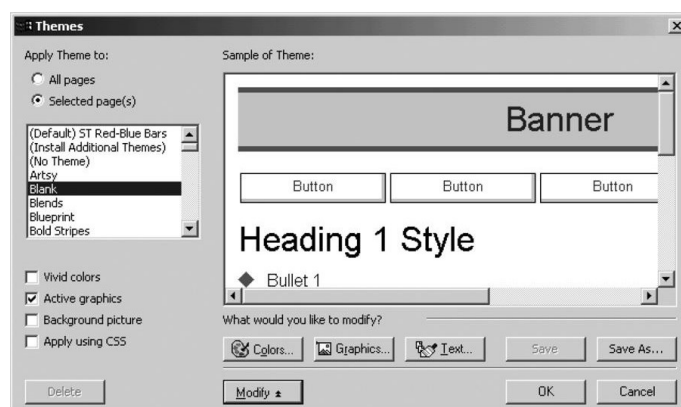 Themes
Apply Theme to:
All pages
Selected page(s)
(Default) ST Red-Blue Bars
(Install Additional Themes)
(No Theme)
Artsy
Blank
Blends
Blueprint
Bold Stripes
Vivid colors
Active graphics
Background picture
Apply using CSS
Delete
Sample of Theme:
Banner
Button Button Button
Heading 1 Style
Bullet 1
What would you like to modify?
Colors... Graphics... Text... Save Save As...
Modify OK Cancel